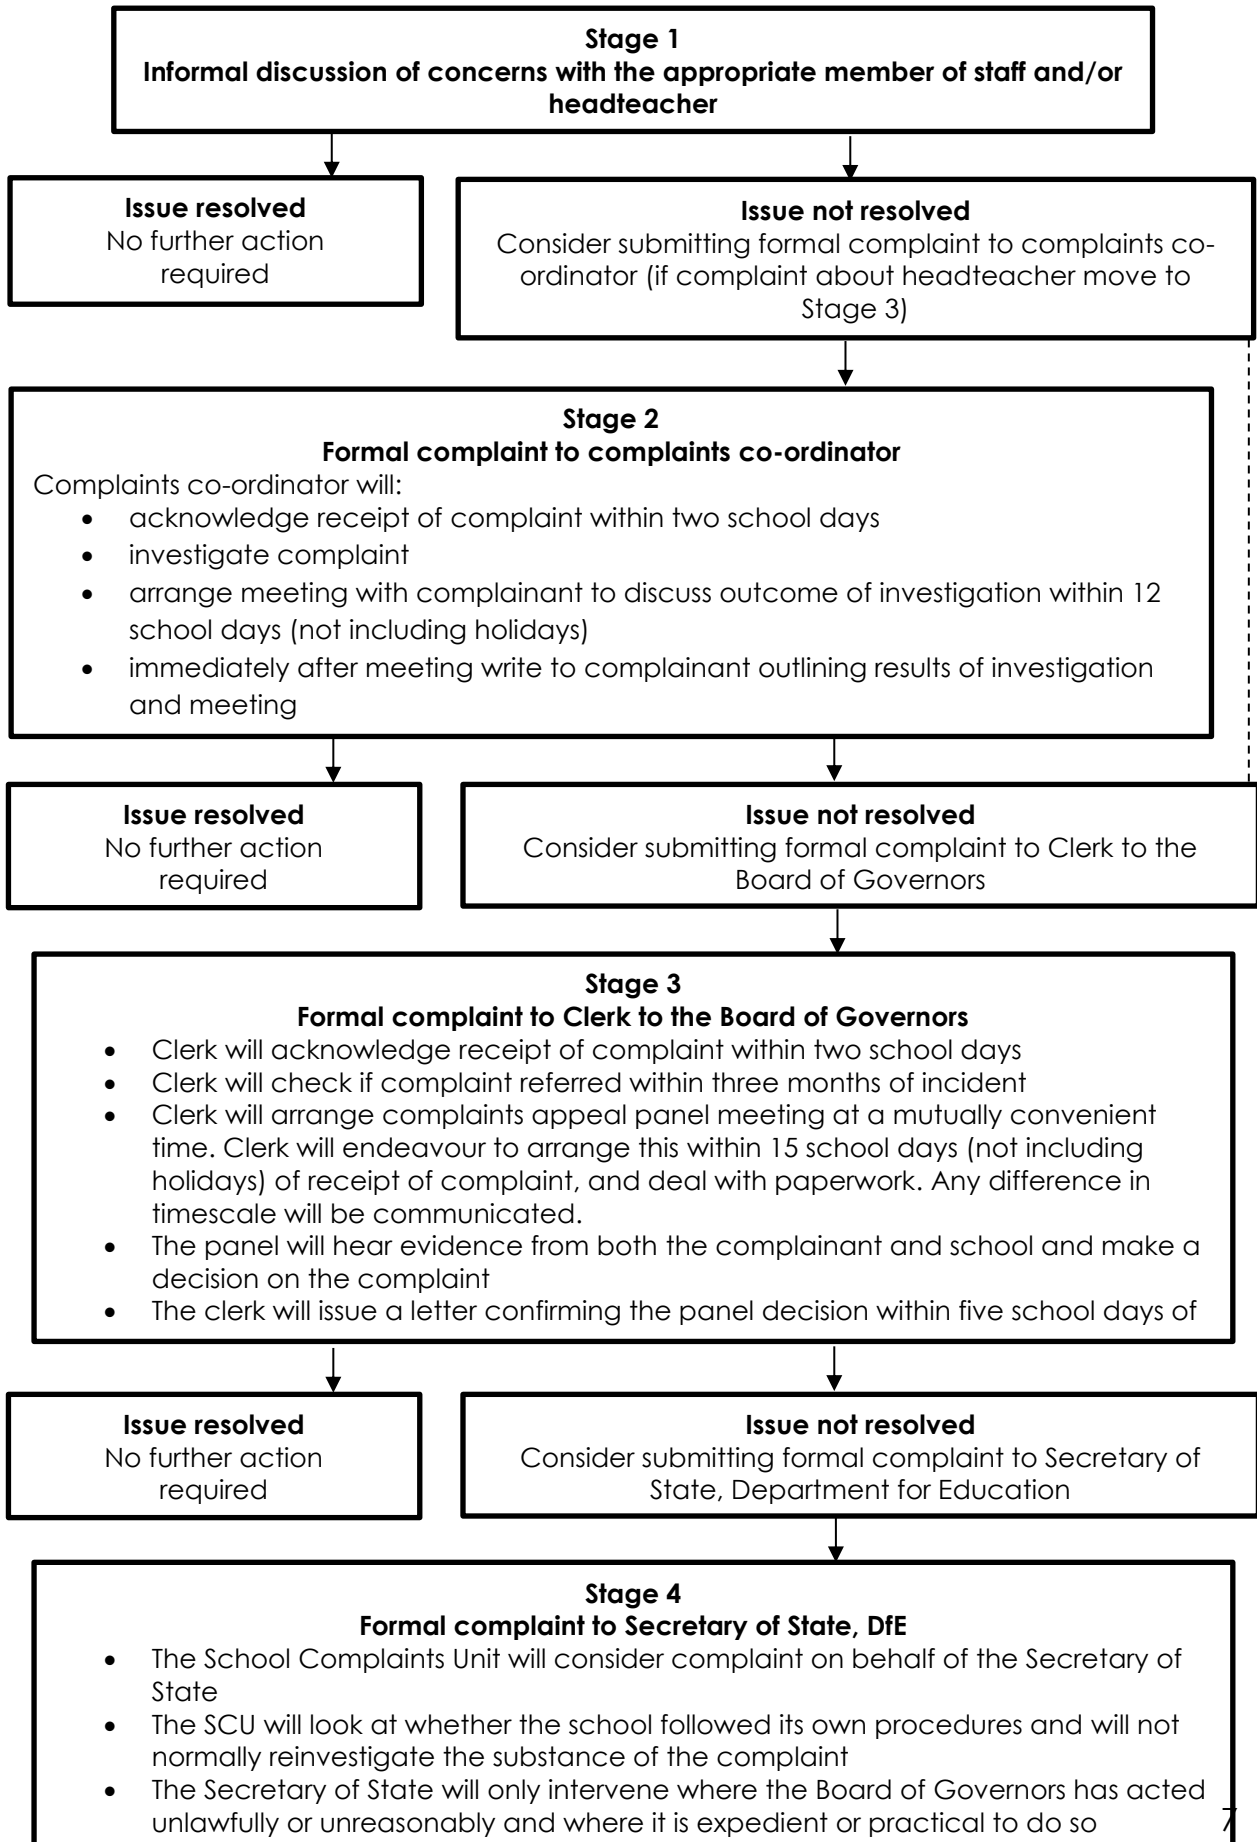 Stage 1
Informal discussion of concerns with the appropriate member of staff and/or
headteacher
Issue resolved
No further action
required
Issue not resolved
Consider submitting formal complaint to complaints co-
ordinator (if complaint about headteacher move to
Stage 3)
Stage 2
Formal complaint to complaints co-ordinator
Complaints co-ordinator will:
• acknowledge receipt of complaint within two school days
• investigate complaint
• arrange meeting with complainant to discuss outcome of investigation within 12
school days (not including holidays)
• immediately after meeting write to complainant outlining results of investigation
and meeting
Issue resolved
No further action
required
Issue not resolved
Consider submitting formal complaint to Clerk to the
Board of Governors
Stage 3
Formal complaint to Clerk to the Board of Governors
• Clerk will acknowledge receipt of complaint within two school days
• Clerk will check if complaint referred within three months of incident
• Clerk will arrange complaints appeal panel meeting at a mutually convenient
time. Clerk will endeavour to arrange this within 15 school days (not including
holidays) of receipt of complaint, and deal with paperwork. Any difference in
timescale will be communicated.
• The panel will hear evidence from both the complainant and school and make a
decision on the complaint
• The clerk will issue a letter confirming the panel decision within five school days of
Issue resolved
No further action
required
Issue not resolved
Consider submitting formal complaint to Secretary of
State, Department for Education
Stage 4
Formal complaint to Secretary of State, DfE
• The School Complaints Unit will consider complaint on behalf of the Secretary of
State
• The SCU will look at whether the school followed its own procedures and will not
normally reinvestigate the substance of the complaint
• The Secretary of State will only intervene where the Board of Governors has acted
unlawfully or unreasonably and where it is expedient or practical to do so
7